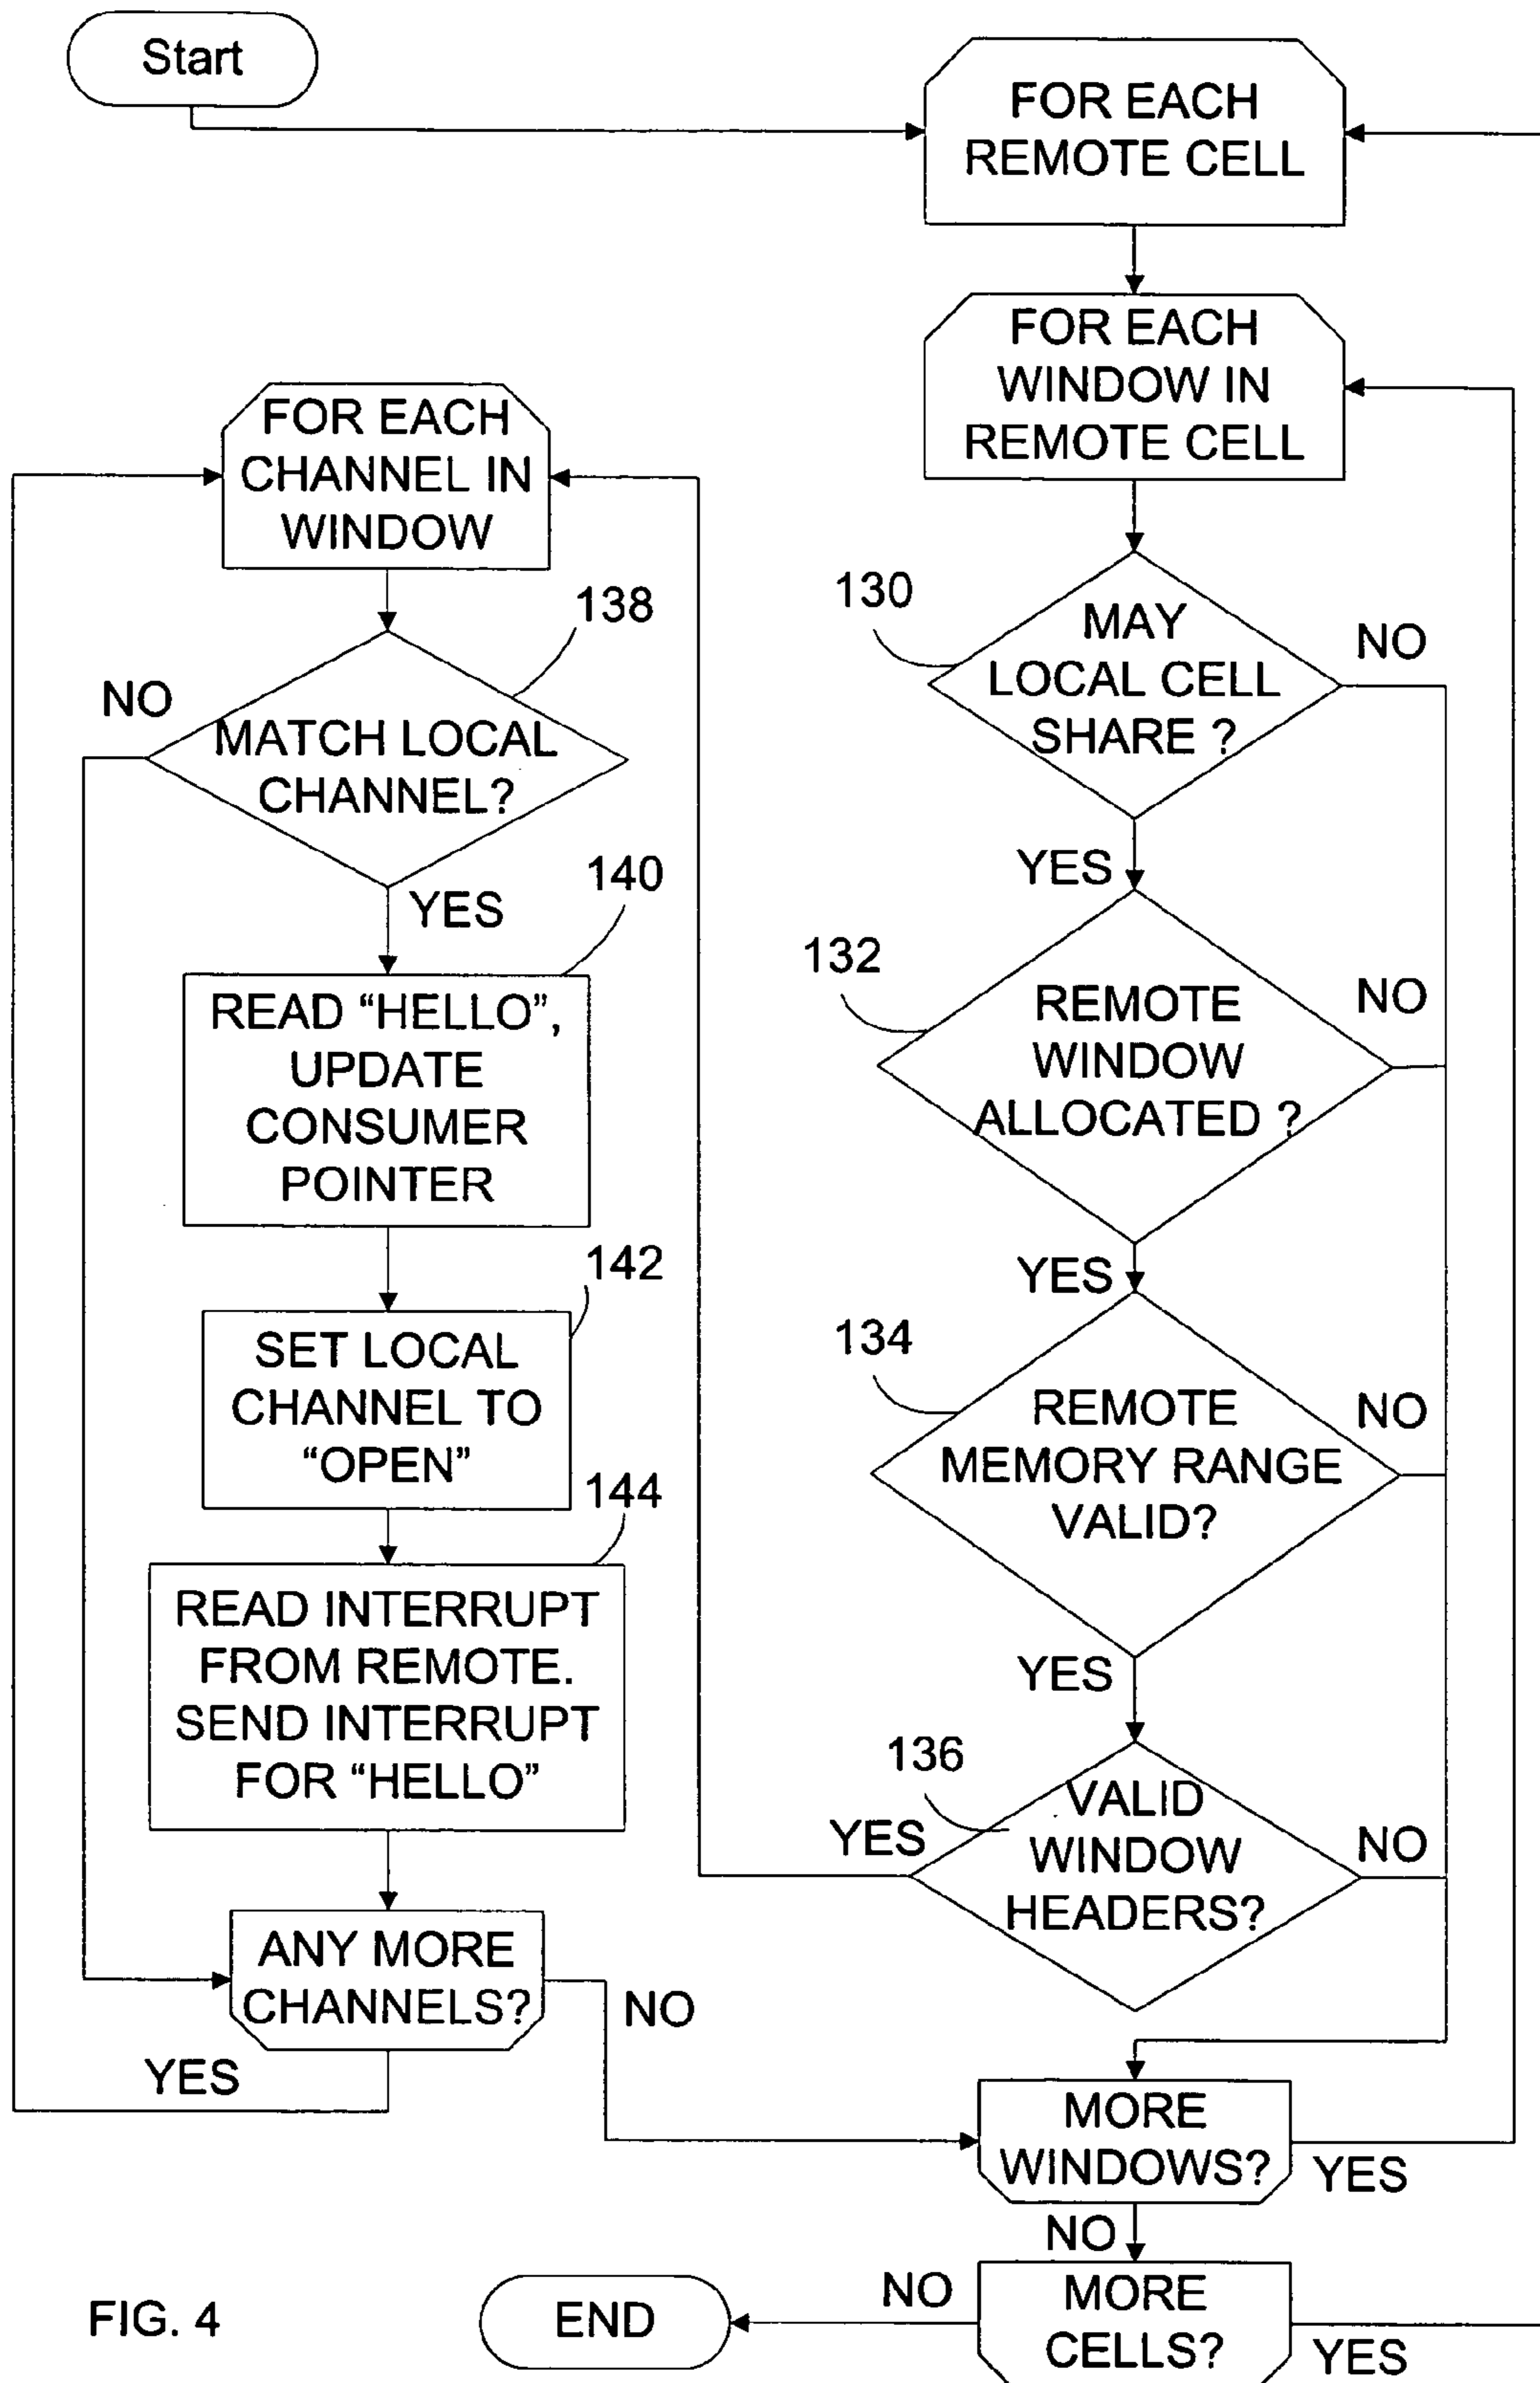 Start
FOR EACH
REMOTE CELL
FOR EACH
WINDOW IN
REMOTE CELL
130
MAY
LOCAL CELL
SHARE ?
NO
YES
132
REMOTE
WINDOW
ALLOCATED ?
NO
YES
134
REMOTE
MEMORY RANGE
VALID?
NO
YES
136
VALID
WINDOW
HEADERS?
YES
NO
FOR EACH
CHANNEL IN
WINDOW
138
NO
MATCH LOCAL
CHANNEL?
YES
140
READ “HELLO”,
UPDATE
CONSUMER
POINTER
142
SET LOCAL
CHANNEL TO
“OPEN”
144
READ INTERRUPT
FROM REMOTE.
SEND INTERRUPT
FOR “HELLO”
ANY MORE
CHANNELS?
NO
YES
MORE
WINDOWS?
YES
NO
MORE
CELLS?
YES
NO
END
FIG. 4